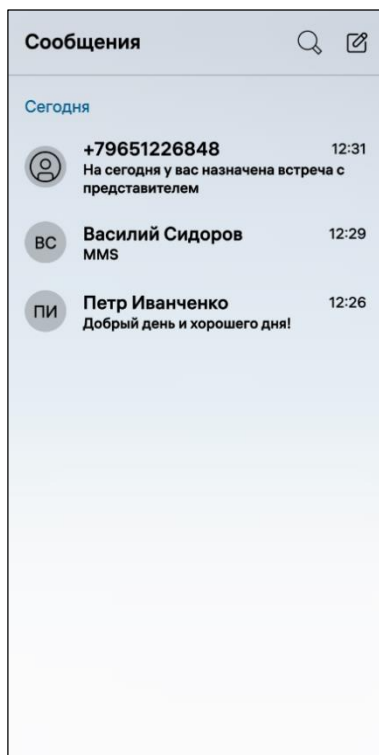 Сообщения
Сегодня
+79651226848 12:31
На сегодня у вас назначена встреча с
представителем
ВС Василий Сидоров 12:29
MMS
ПИ Петр Иванченко 12:26
Добрый день и хорошего дня!